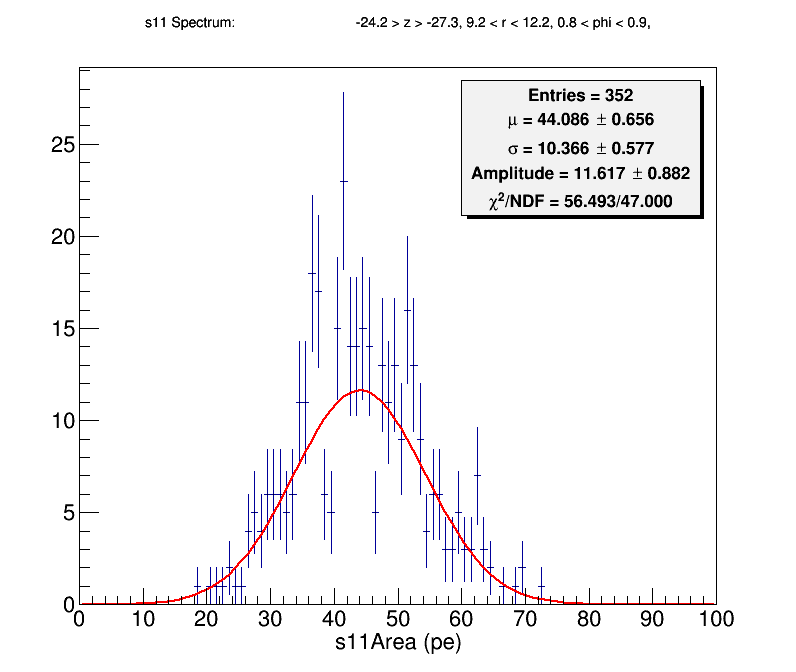 s11 Spectrum: -24.2 > z > -27.3, 9.2 < r < 12.2, 0.8 < phi < 0.9,
Entries = 352
μ = 44.086 ± 0.656
σ = 10.366 ± 0.577
Amplitude = 11.617 ± 0.882
χ²/NDF = 56.493/47.000
25
20
15
10
5
0
0 10 20 30 40 50 60 70 80 90 100
s11Area (pe)